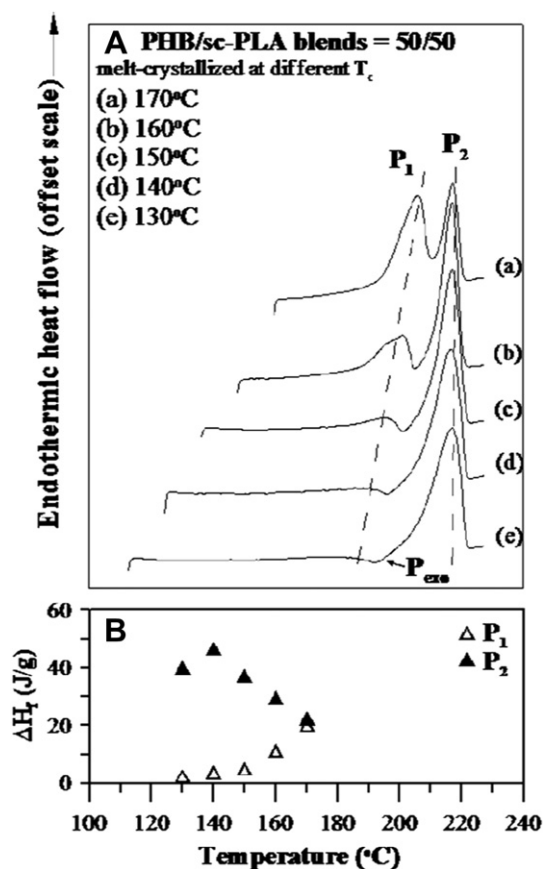 A PHB/sc-PLA blends = 50/50
melt-crystallized at different Tc
(a) 170°C
(b) 160°C
(c) 150°C
(d) 140°C
(e) 130°C
P1
P2
(a)
(b)
(c)
(d)
(e)
Pexo
Endothermic heat flow (offset scale)
B
P1
P2
60
40
20
0
ΔHf (J/g)
100 120 140 160 180 200 220 240
Temperature (°C)